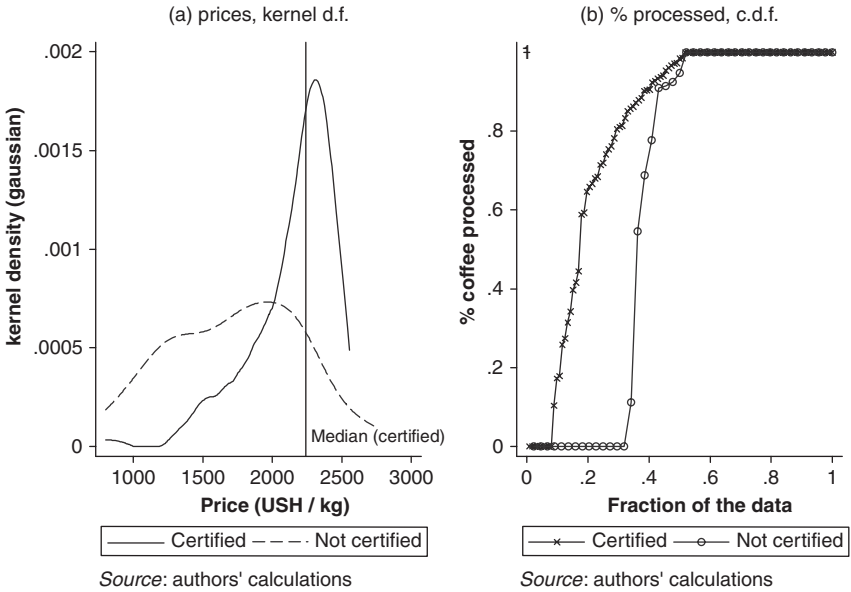 (a) prices, kernel d.f.
kernel density (gaussian)
.002
.0015
.001
.0005
0
Median (certified)
1000 1500 2000 2500 3000
Price (USH / kg)
Certified Not certified
Source: authors' calculations
(b) % processed, c.d.f.
% coffee processed
1
.8
.6
.4
.2
0
0 .2 .4 .6 .8 1
Fraction of the data
Certified Not certified
Source: authors' calculations